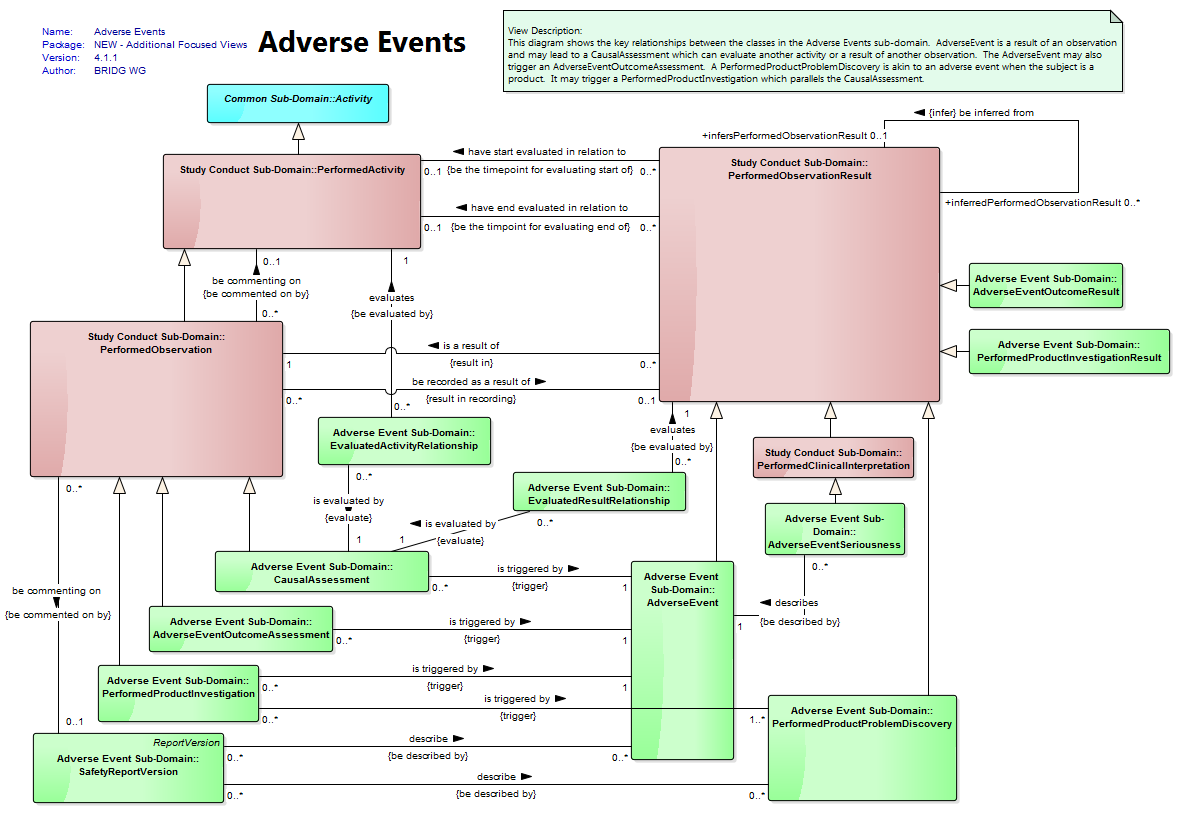 Name: Adverse Events
Package: NEW - Additional Focused Views
Version: 4.1.1
Author: BRIDG WG
Adverse Events
View Description:
This diagram shows the key relationships between the classes in the Adverse Events sub-domain. AdverseEvent is a result of an observation
and may lead to a CausalAssessment which can evaluate another activity or a result of another observation. The AdverseEvent may also
trigger an AdverseEventOutcomeAssessment. A PerformedProductProblemDiscovery is akin to an adverse event when the subject is a
product. It may trigger a PerformedProductInvestigation which parallels the CausalAssessment.
Common Sub-Domain::Activity
{infer} be inferred from
+infersPerformedObservationResult 0..1
Study Conduct Sub-Domain::PerformedActivity
have start evaluated in relation to
0..1 {be the timepoint for evaluating start of} 0..*
Study Conduct Sub-Domain::
PerformedObservationResult
have end evaluated in relation to
0..1 {be the timpoint for evaluating end of} 0..*
+inferredPerformedObservationResult 0..*
0..1
be commenting on
{be commented on by}
0..*
1
evaluates
{be evaluated by}
Adverse Event Sub-Domain::
AdverseEventOutcomeResult
Study Conduct Sub-Domain::
PerformedObservation
is a result of
1 {result in} 0..*
Adverse Event Sub-Domain::
PerformedProductInvestigationResult
be recorded as a result of
0..* {result in recording} 0..1
0..*
Adverse Event Sub-Domain::
EvaluatedActivityRelationship
1
evaluates
{be evaluated by}
0..*
Study Conduct Sub-Domain::
PerformedClinicalInterpretation
0..*
is evaluated by
{evaluate}
1
Adverse Event Sub-Domain::
EvaluatedResultRelationship
0..*
is evaluated by
1 {evaluate}
Adverse Event Sub-
Domain::
AdverseEventSeriousness
0..*
0..*
Adverse Event Sub-Domain::
CausalAssessment
is triggered by
0..* {trigger} 1
Adverse Event
Sub-Domain::
AdverseEvent
describes
1 {be described by}
be commenting on
{be commented on by}
Adverse Event Sub-Domain::
AdverseEventOutcomeAssessment
is triggered by
0..* {trigger} 1
Adverse Event Sub-Domain::
PerformedProductInvestigation
is triggered by
0..* {trigger} 1
is triggered by
0..* {trigger} 1..*
Adverse Event Sub-Domain::
PerformedProductProblemDiscovery
0..1
ReportVersion
Adverse Event Sub-Domain::
SafetyReportVersion
describe
0..* {be described by} 0..*
describe
0..* {be described by} 0..*